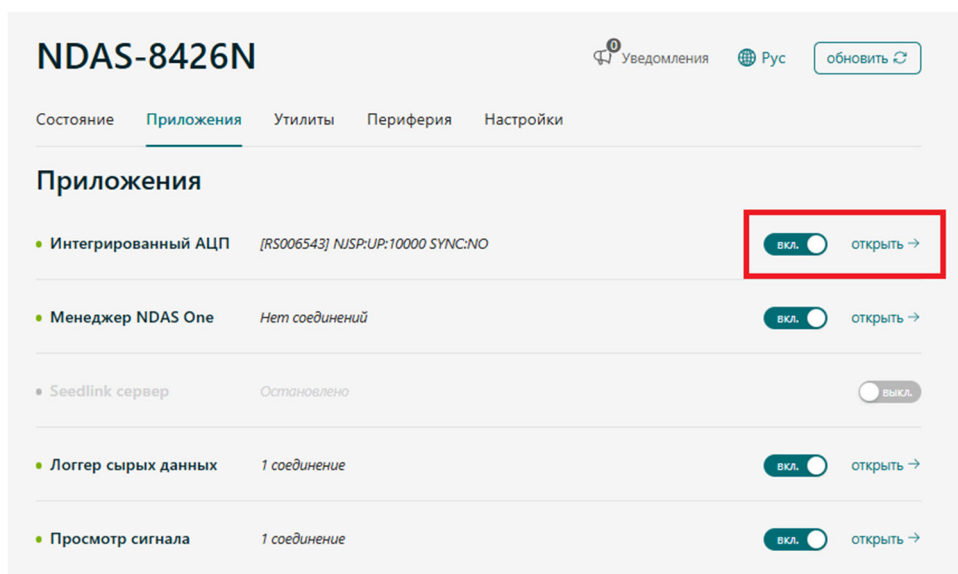 NDAS-8426N
0
Уведомления
Рус
обновить
Состояние Приложения Утилиты Периферия Настройки
Приложения
Интегрированный АЦП [RS006543] NJSP:UP:10000 SYNC:NO вкл. открыть →
Менеджер NDAS One Нет соединений вкл. открыть →
Seedlink сервер Остановлено выкл.
Логгер сырых данных 1 соединение вкл. открыть →
Просмотр сигнала 1 соединение вкл. открыть →